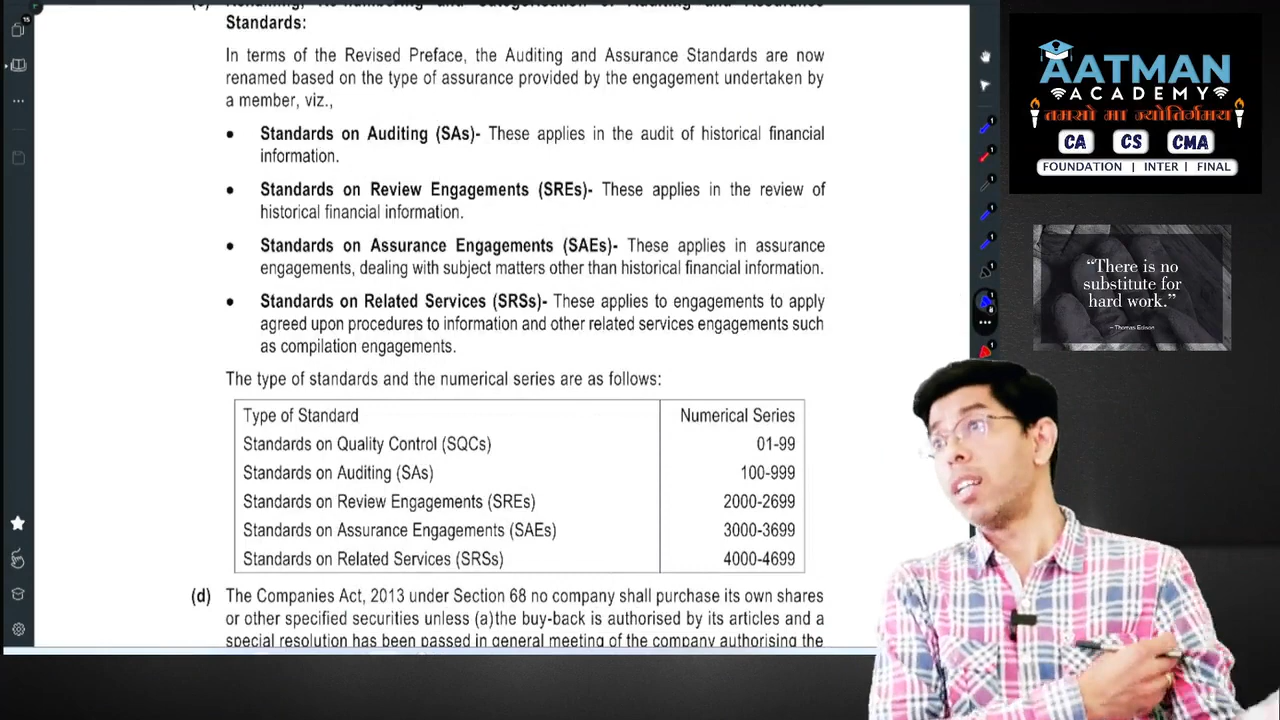 Standards:
In terms of the Revised Preface, the Auditing and Assurance Standards are now
renamed based on the type of assurance provided by the engagement undertaken by
a member, viz.,
• Standards on Auditing (SAs)- These applies in the audit of historical financial
information.
• Standards on Review Engagements (SREs)- These applies in the review of
historical financial information.
• Standards on Assurance Engagements (SAEs)- These applies in assurance
engagements, dealing with subject matters other than historical financial information.
• Standards on Related Services (SRSs)- These applies to engagements to apply
agreed upon procedures to information and other related services engagements such
as compilation engagements.
The type of standards and the numerical series are as follows:
Type of Standard Numerical Series
Standards on Quality Control (SQCs) 01-99
Standards on Auditing (SAs) 100-999
Standards on Review Engagements (SREs) 2000-2699
Standards on Assurance Engagements (SAEs) 3000-3699
Standards on Related Services (SRSs) 4000-4699
(d) The Companies Act, 2013 under Section 68 no company shall purchase its own shares
or other specified securities unless (a)the buy-back is authorised by its articles and a
special resolution has been passed in general meeting of the company authorising the
AATMAN
ACADEMY
तमसो मा ज्योतिर्गमय
CA CS CMA
FOUNDATION | INTER | FINAL
“There is no
substitute for
hard work.”
– Thomas Edison